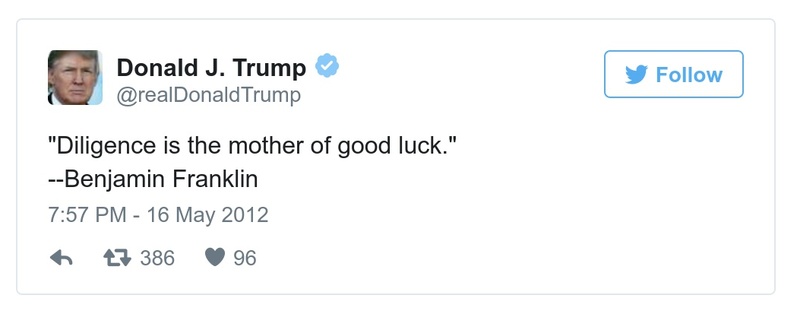 Donald J. Trump
@realDonaldTrump
Follow
"Diligence is the mother of good luck."
--Benjamin Franklin
7:57 PM - 16 May 2012
386 96